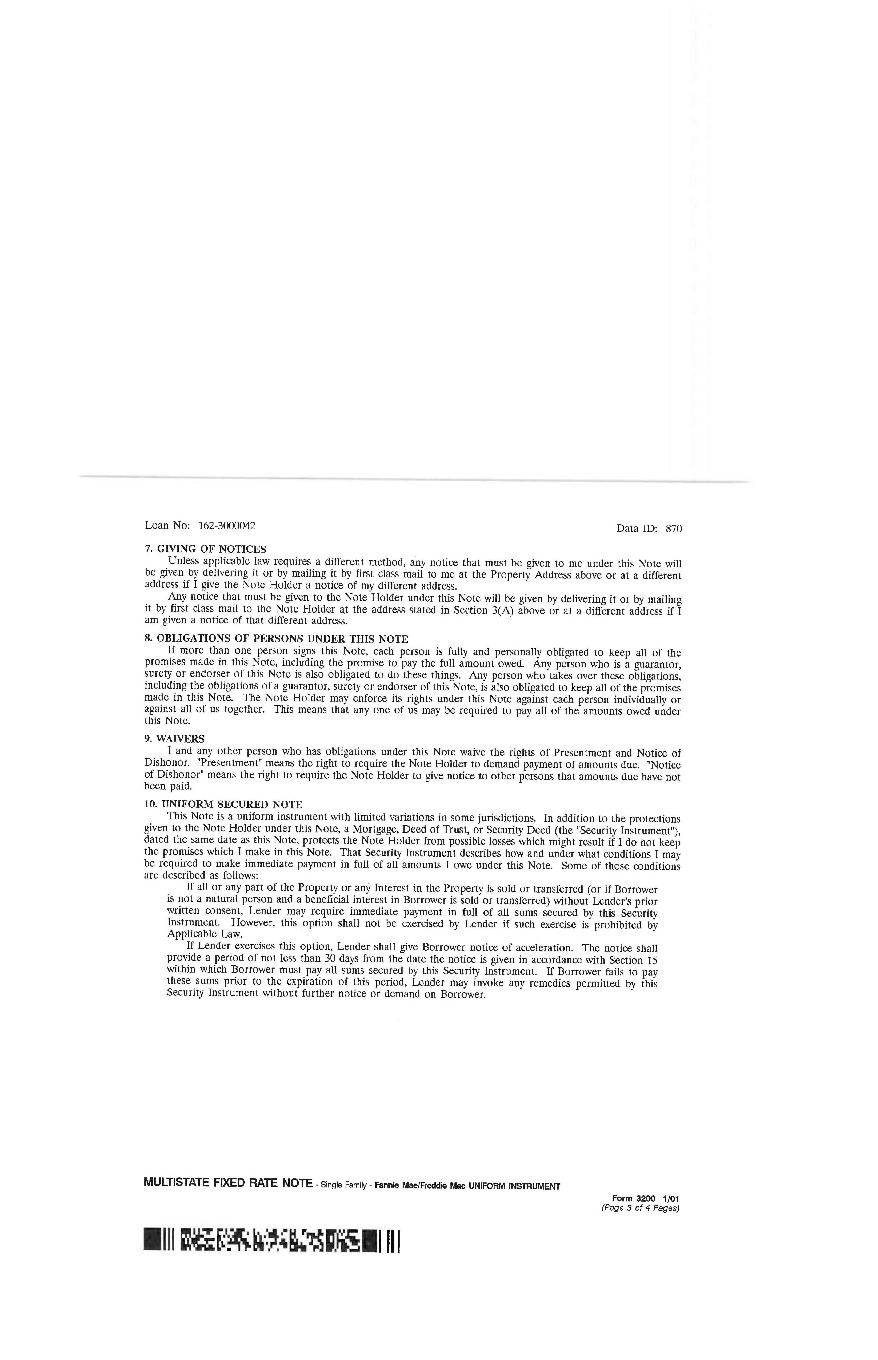 Loan No: 162-3000042
Data ID: 870
7. GIVING OF NOTICES
Unless applicable law requires a different method, any notice that must be given to me under this Note will
be given by delivering it or by mailing it by first class mail to me at the Property Address above or at a different
address if I give the Note Holder a notice of my different address.
Any notice that must be given to the Note Holder under this Note will be given by delivering it or by mailing
it by first class mail to the Note Holder at the address stated in Section 3(A) above or at a different address if I
am given a notice of that different address.
8. OBLIGATIONS OF PERSONS UNDER THIS NOTE
If more than one person signs this Note, each person is fully and personally obligated to keep all of the
promises made in this Note, including the promise to pay the full amount owed. Any person who is a guarantor,
surety or endorser of this Note is also obligated to do these things. Any person who takes over these obligations,
including the obligations of a guarantor, surety or endorser of this Note, is also obligated to keep all of the promises
made in this Note. The Note Holder may enforce its rights under this Note against each person individually or
against all of us together. This means that any one of us may be required to pay all of the amounts owed under
this Note.
9. WAIVERS
I and any other person who has obligations under this Note waive the rights of Presentment and Notice of
Dishonor. "Presentment" means the right to require the Note Holder to demand payment of amounts due. "Notice
of Dishonor" means the right to require the Note Holder to give notice to other persons that amounts due have not
been paid.
10. UNIFORM SECURED NOTE
This Note is a uniform instrument with limited variations in some jurisdictions. In addition to the protections
given to the Note Holder under this Note, a Mortgage, Deed of Trust, or Security Deed (the "Security Instrument"),
dated the same date as this Note, protects the Note Holder from possible losses which might result if I do not keep
the promises which I make in this Note. That Security Instrument describes how and under what conditions I may
be required to make immediate payment in full of all amounts I owe under this Note. Some of these conditions
are described as follows:
If all or any part of the Property or any Interest in the Property is sold or transferred (or if Borrower
is not a natural person and a beneficial interest in Borrower is sold or transferred) without Lender's prior
written consent, Lender may require immediate payment in full of all sums secured by this Security
Instrument. However, this option shall not be exercised by Lender if such exercise is prohibited by
Applicable Law.
If Lender exercises this option, Lender shall give Borrower notice of acceleration. The notice shall
provide a period of not less than 30 days from the date the notice is given in accordance with Section 15
within which Borrower must pay all sums secured by this Security Instrument. If Borrower fails to pay
these sums prior to the expiration of this period, Lender may invoke any remedies permitted by this
Security Instrument without further notice or demand on Borrower.
MULTISTATE FIXED RATE NOTE - Single Family - Fannie Mae/Freddie Mac UNIFORM INSTRUMENT
Form 3200 1/01
(Page 3 of 4 Pages)